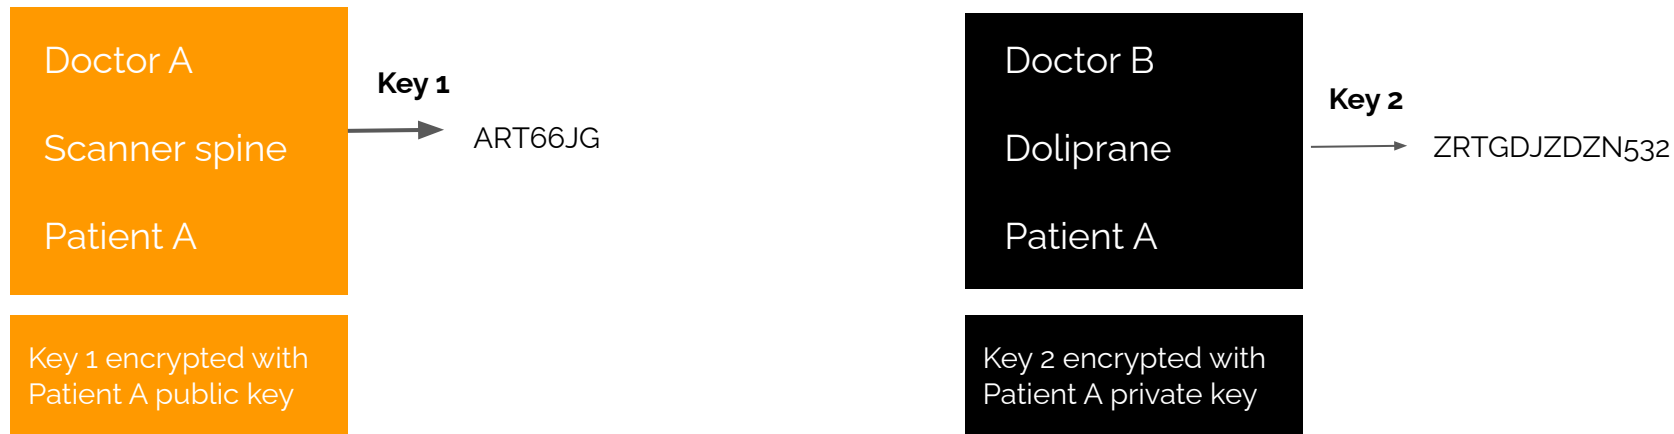 Doctor A
Scanner spine
Patient A
Key 1
ART66JG
Key 1 encrypted with
Patient A public key
Doctor B
Doliprane
Patient A
Key 2
ZRTGDJZDZN532
Key 2 encrypted with
Patient A private key